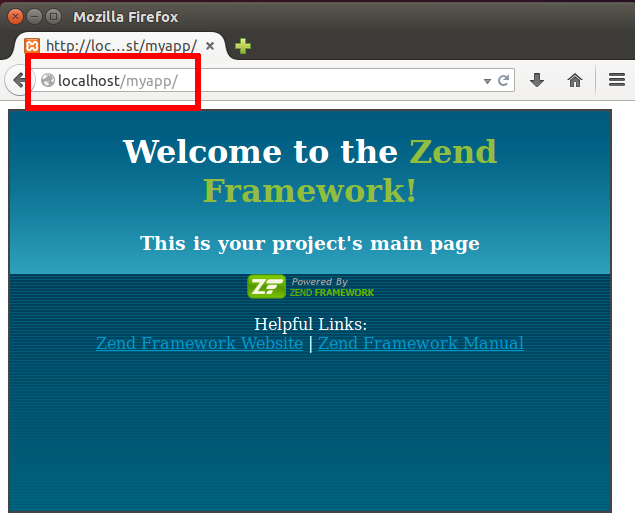 Mozilla Firefox
http://loc...st/myapp/
localhost/myapp/
Welcome to the Zend
Framework!
This is your project's main page
ZF Powered By
ZEND FRAMEWORK
Helpful Links:
Zend Framework Website | Zend Framework Manual